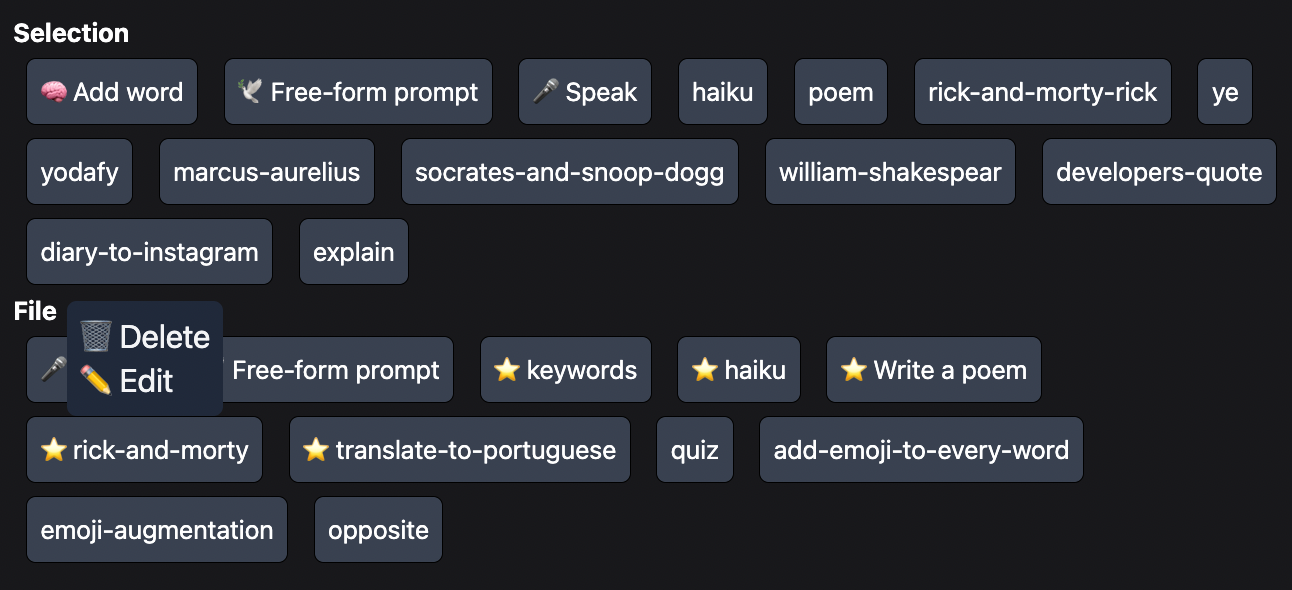 Selection
🧠 Add word 🕊 Free-form prompt 🎤 Speak haiku poem rick-and-morty-rick ye
yodafy marcus-aurelius socrates-and-snoop-dogg william-shakespear developers-quote
diary-to-instagram explain
File
🗑 Delete
✏️ Edit
🎤 Free-form prompt ⭐ keywords ⭐ haiku ⭐ Write a poem
⭐ rick-and-morty ⭐ translate-to-portuguese quiz add-emoji-to-every-word
emoji-augmentation opposite